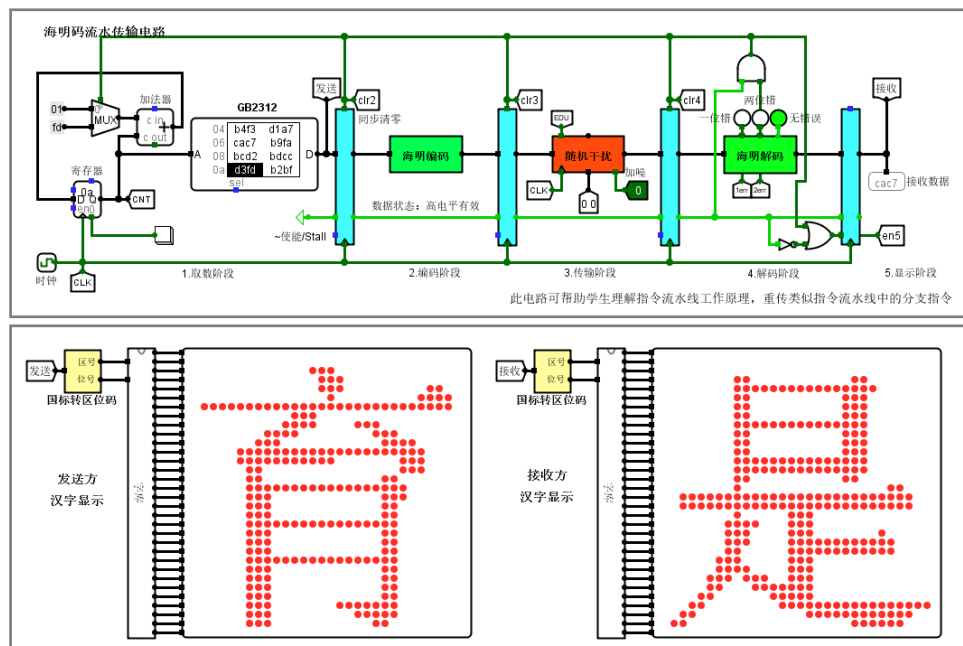 海明码流水传输电路
01
fd
0
MUX
加法器
c in
+
c out
GB2312
04 b4f3 d1a7
06 cac7 b9fa
08 bcd2 bdcc
0a d3fd b2bf
A
D
sel
发送
clr2
同步清零
海明编码
clr3
EDU
随机干扰
CLK
0 0
加噪
0
clr4
两位错
一位错
无错误
海明解码
1err
2err
接收
cac7
接收数据
寄存器
0a
D Q
en0
CNT
数据状态：高电平有效
~使能/Stall
en5
时钟
CLK
1.取数阶段
2.编码阶段
3.传输阶段
4.解码阶段
5.显示阶段
此电路可帮助学生理解指令流水线工作原理，重传类似指令流水线中的分支指令
发送
区号
位号
国标转区位码
发送方
汉字显示
字库
育
接收
区号
位号
国标转区位码
接收方
汉字显示
字库
是